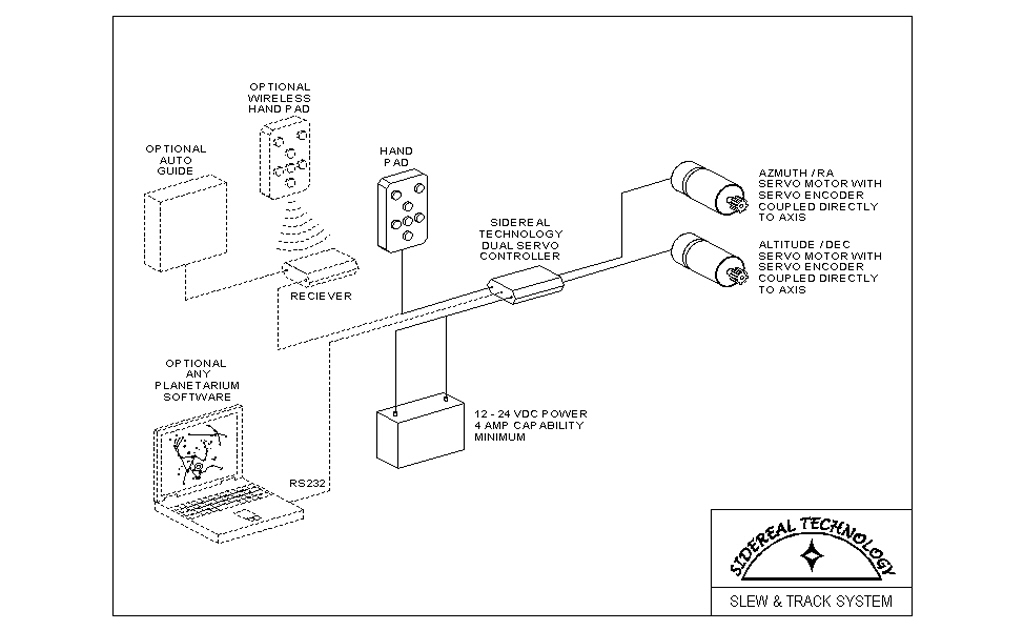 OPTIONAL
WIRELESS
HAND PAD
OPTIONAL
AUTO
GUIDE
HAND
PAD
AZMUTH / RA
SERVO MOTOR WITH
SERVO ENCODER
COUPLED DIRECTLY
TO AXIS
SIDEREAL
TECHNOLOGY
DUAL SERVO
CONTROLLER
ALTITUDE / DEC
SERVO MOTOR WITH
SERVO ENCODER
COUPLED DIRECTLY
TO AXIS
RECIEVER
OPTIONAL
ANY
PLANETARIUM
SOFTWARE
12 - 24 VDC POWER
4 AMP CAPABILITY
MINIMUM
RS232
SIDEREAL TECHNOLOGY
SLEW & TRACK SYSTEM